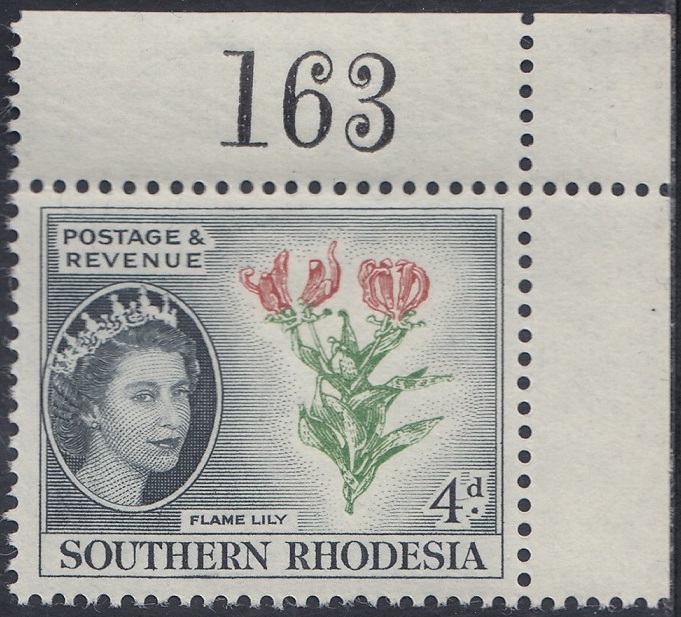 163
POSTAGE &
REVENUE
FLAME LILY
4d.
SOUTHERN RHODESIA